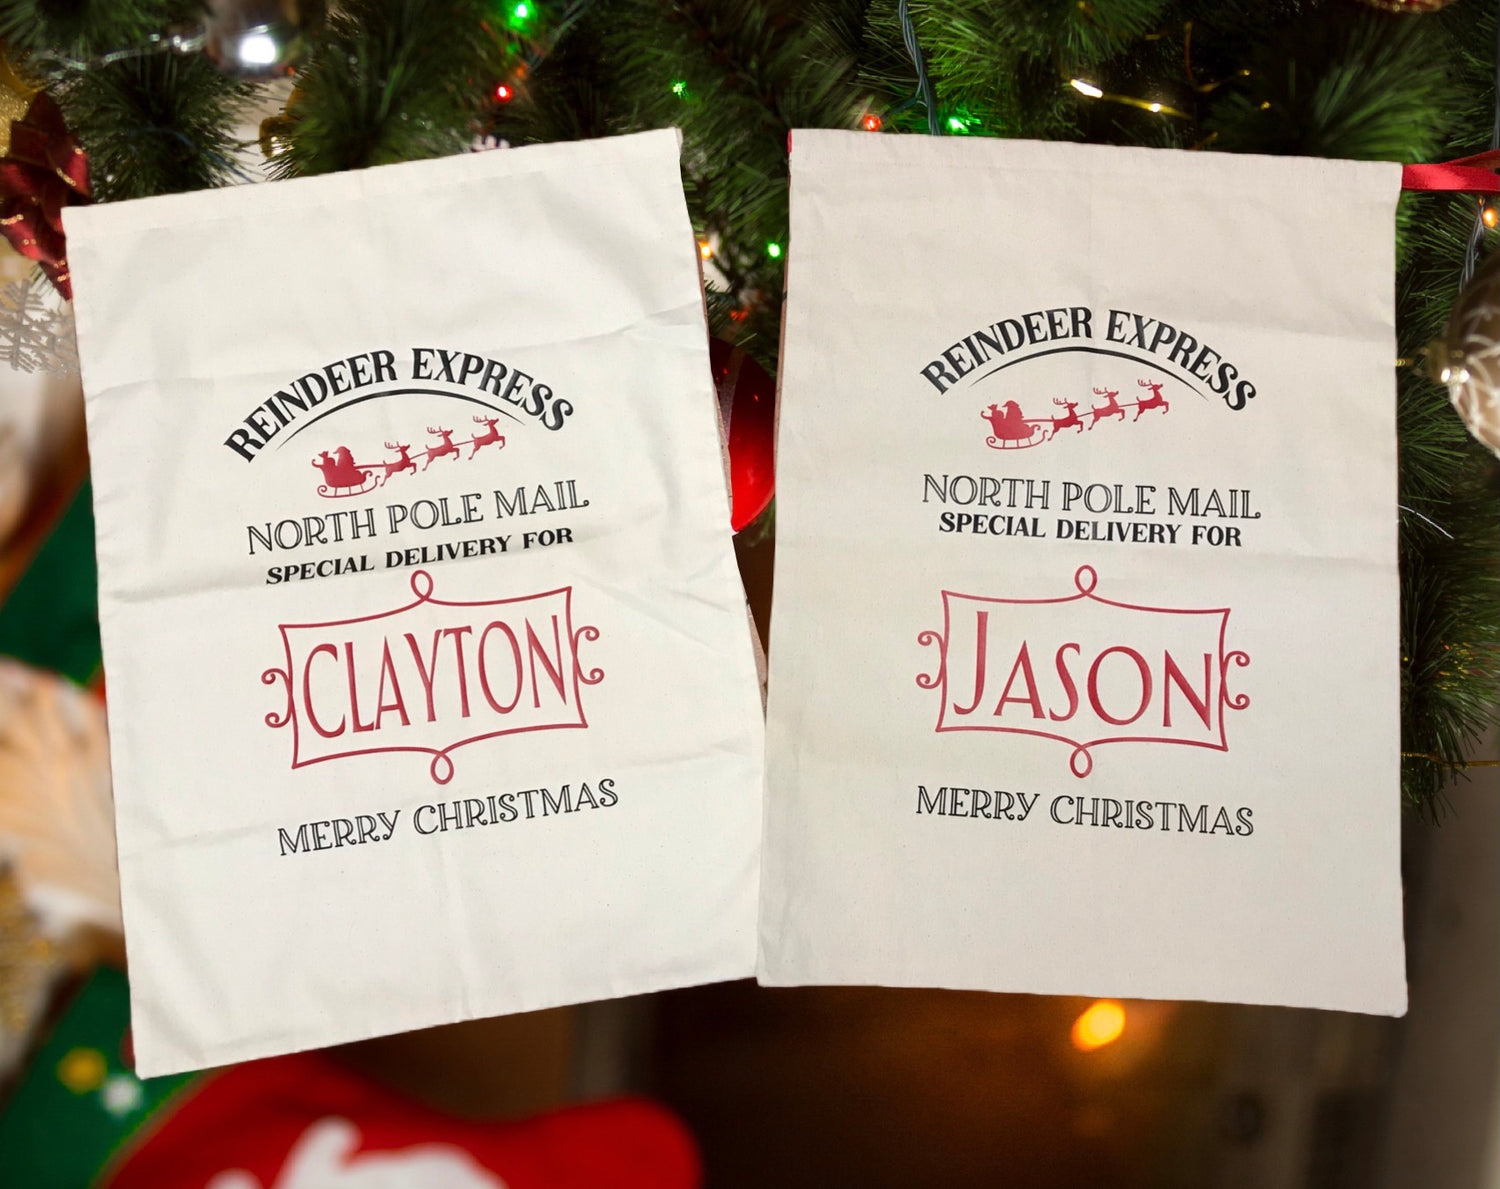 REINDEER EXPRESS
NORTH POLE MAIL
SPECIAL DELIVERY FOR
CLAYTON
MERRY CHRISTMAS
REINDEER EXPRESS
NORTH POLE MAIL
SPECIAL DELIVERY FOR
JASON
MERRY CHRISTMAS